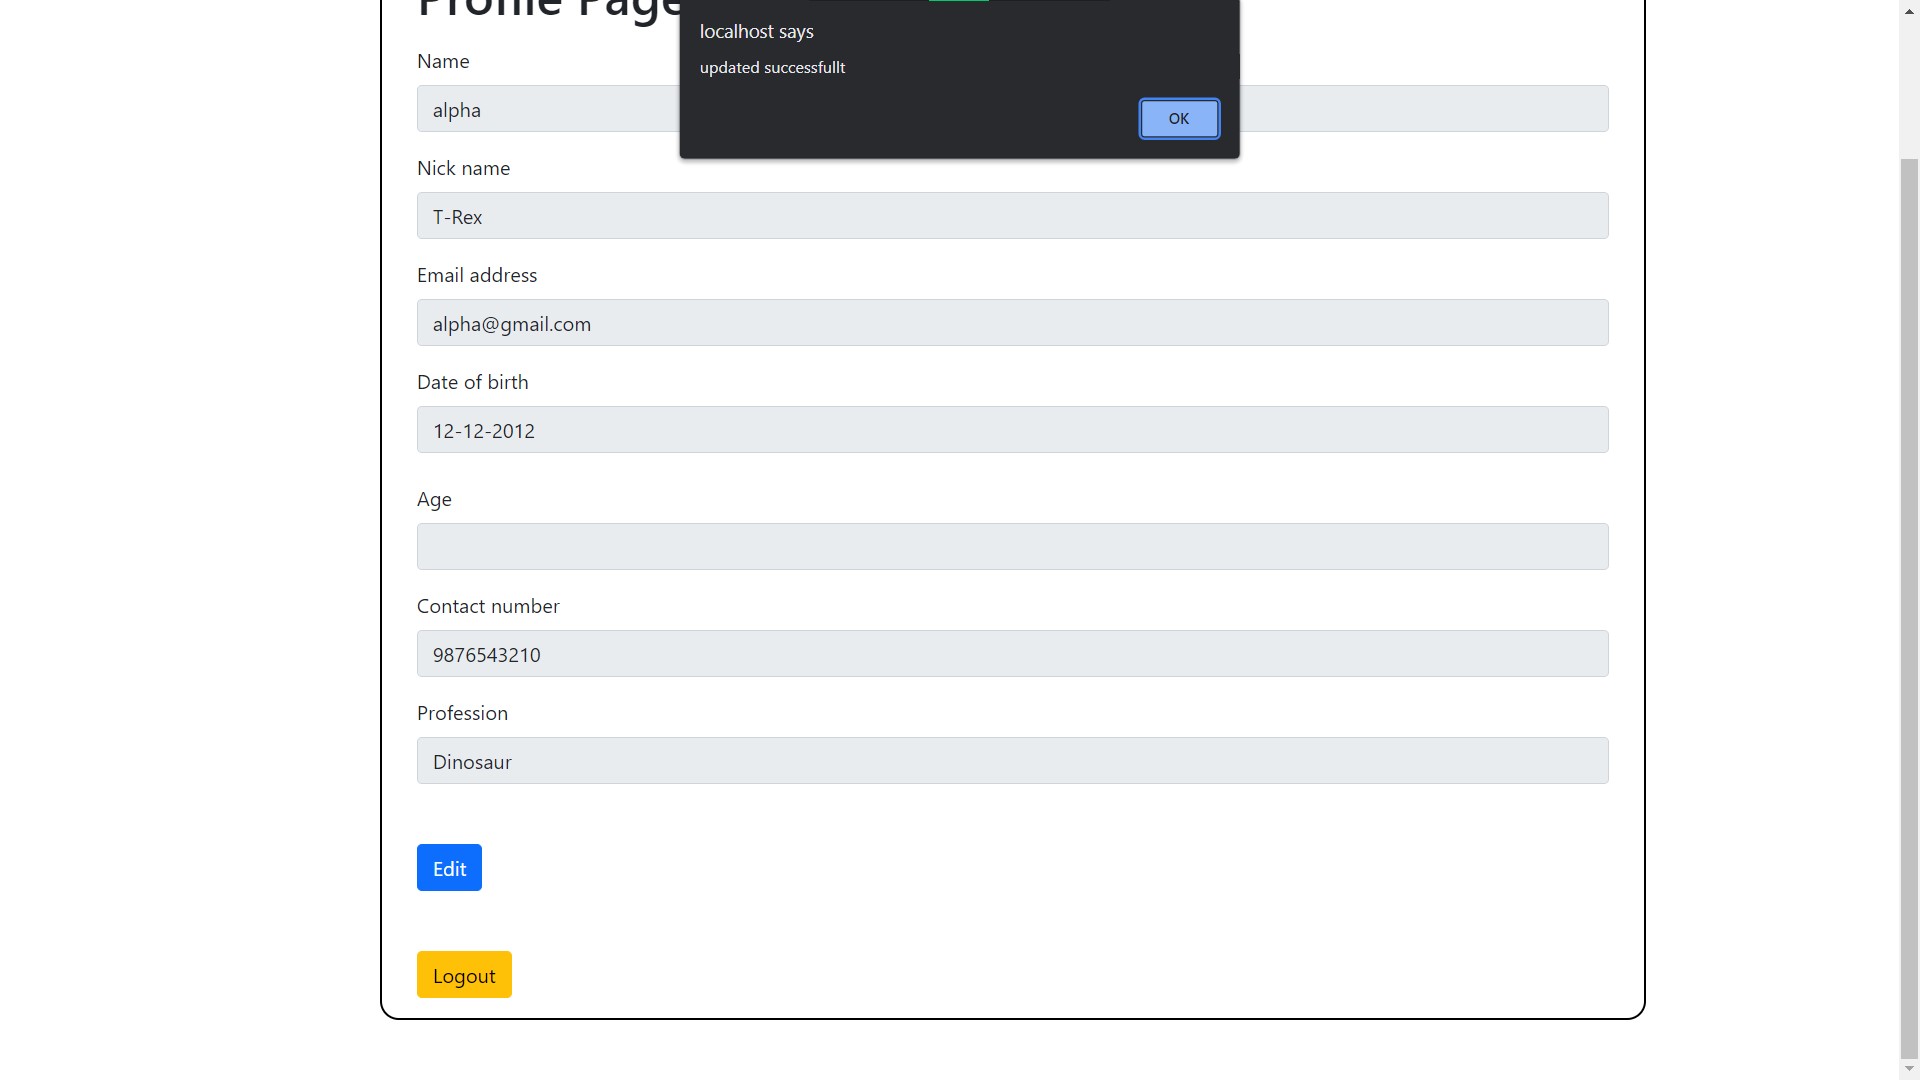 Profile Page
localhost says
updated successfullt
OK
Name
alpha
Nick name
T-Rex
Email address
alpha@gmail.com
Date of birth
12-12-2012
Age
Contact number
9876543210
Profession
Dinosaur
Edit
Logout